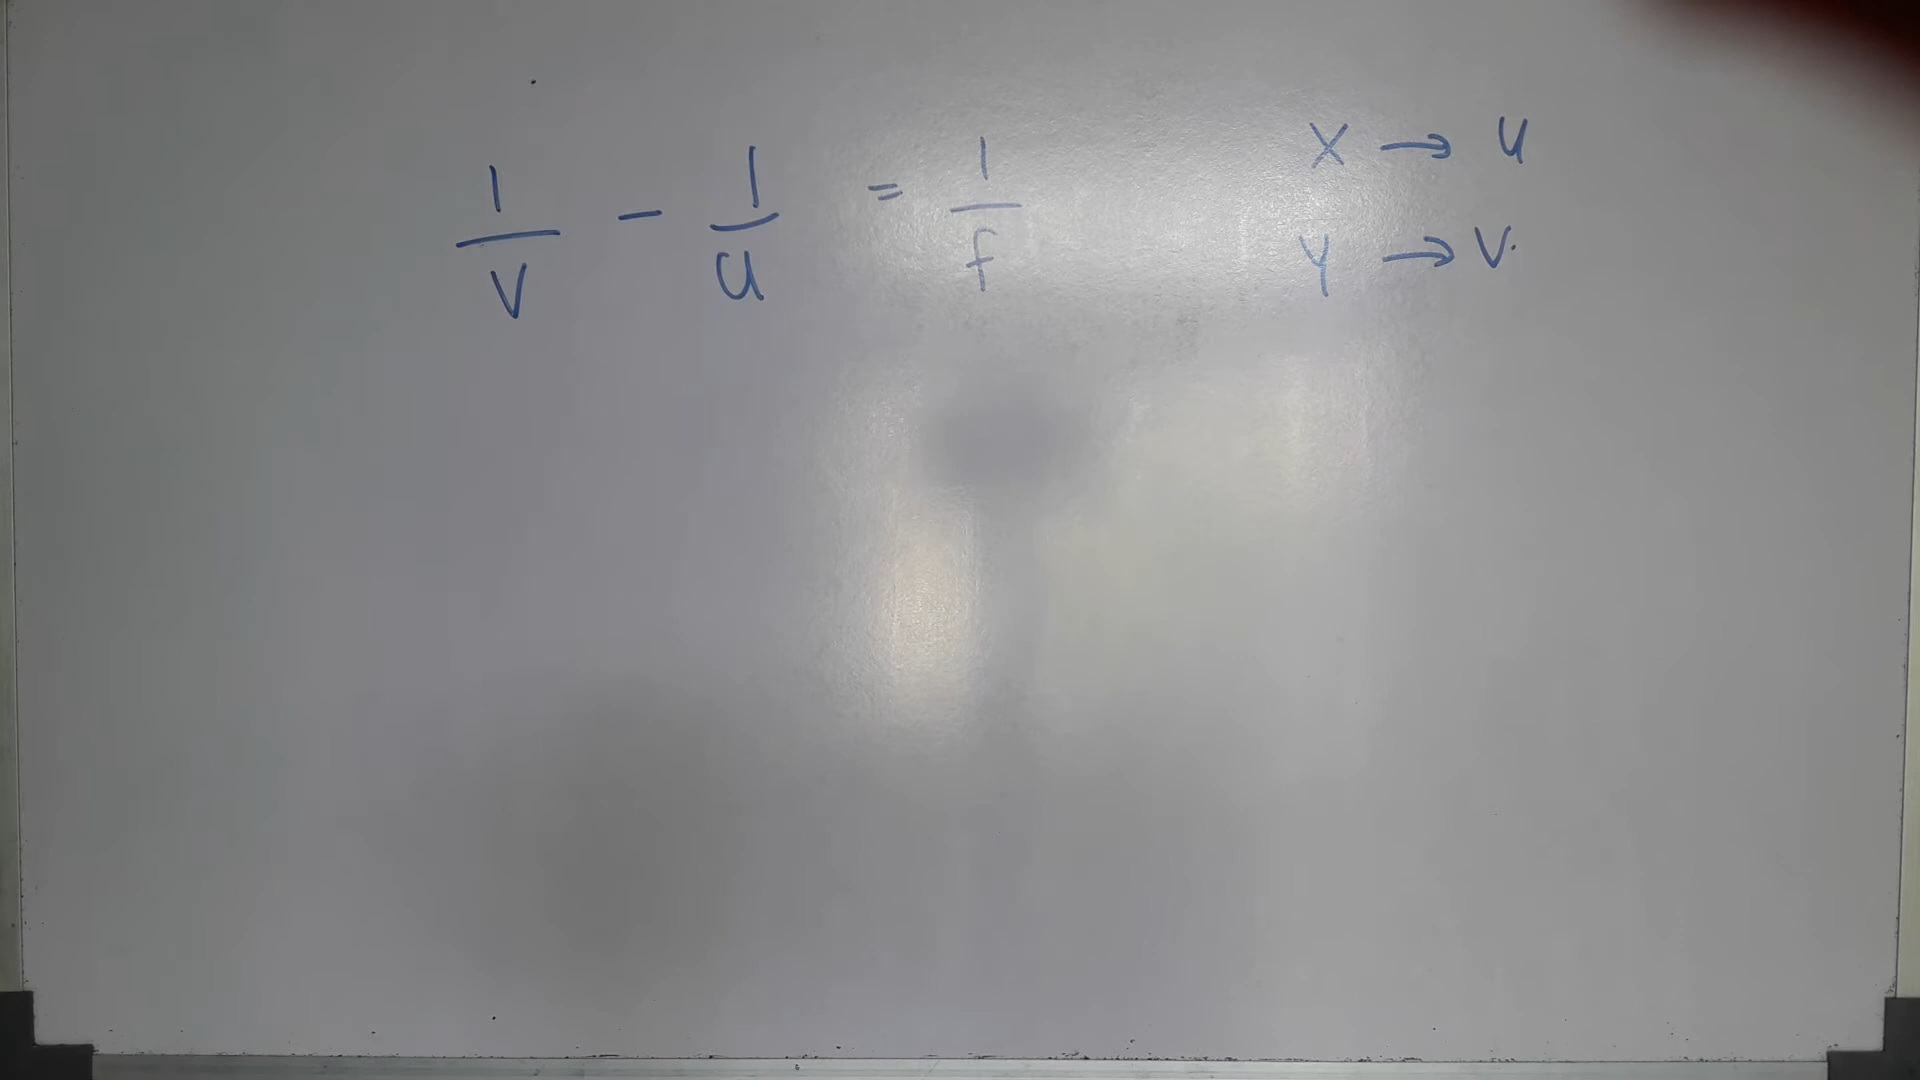 1/v - 1/u = 1/f
X → u
Y → v.